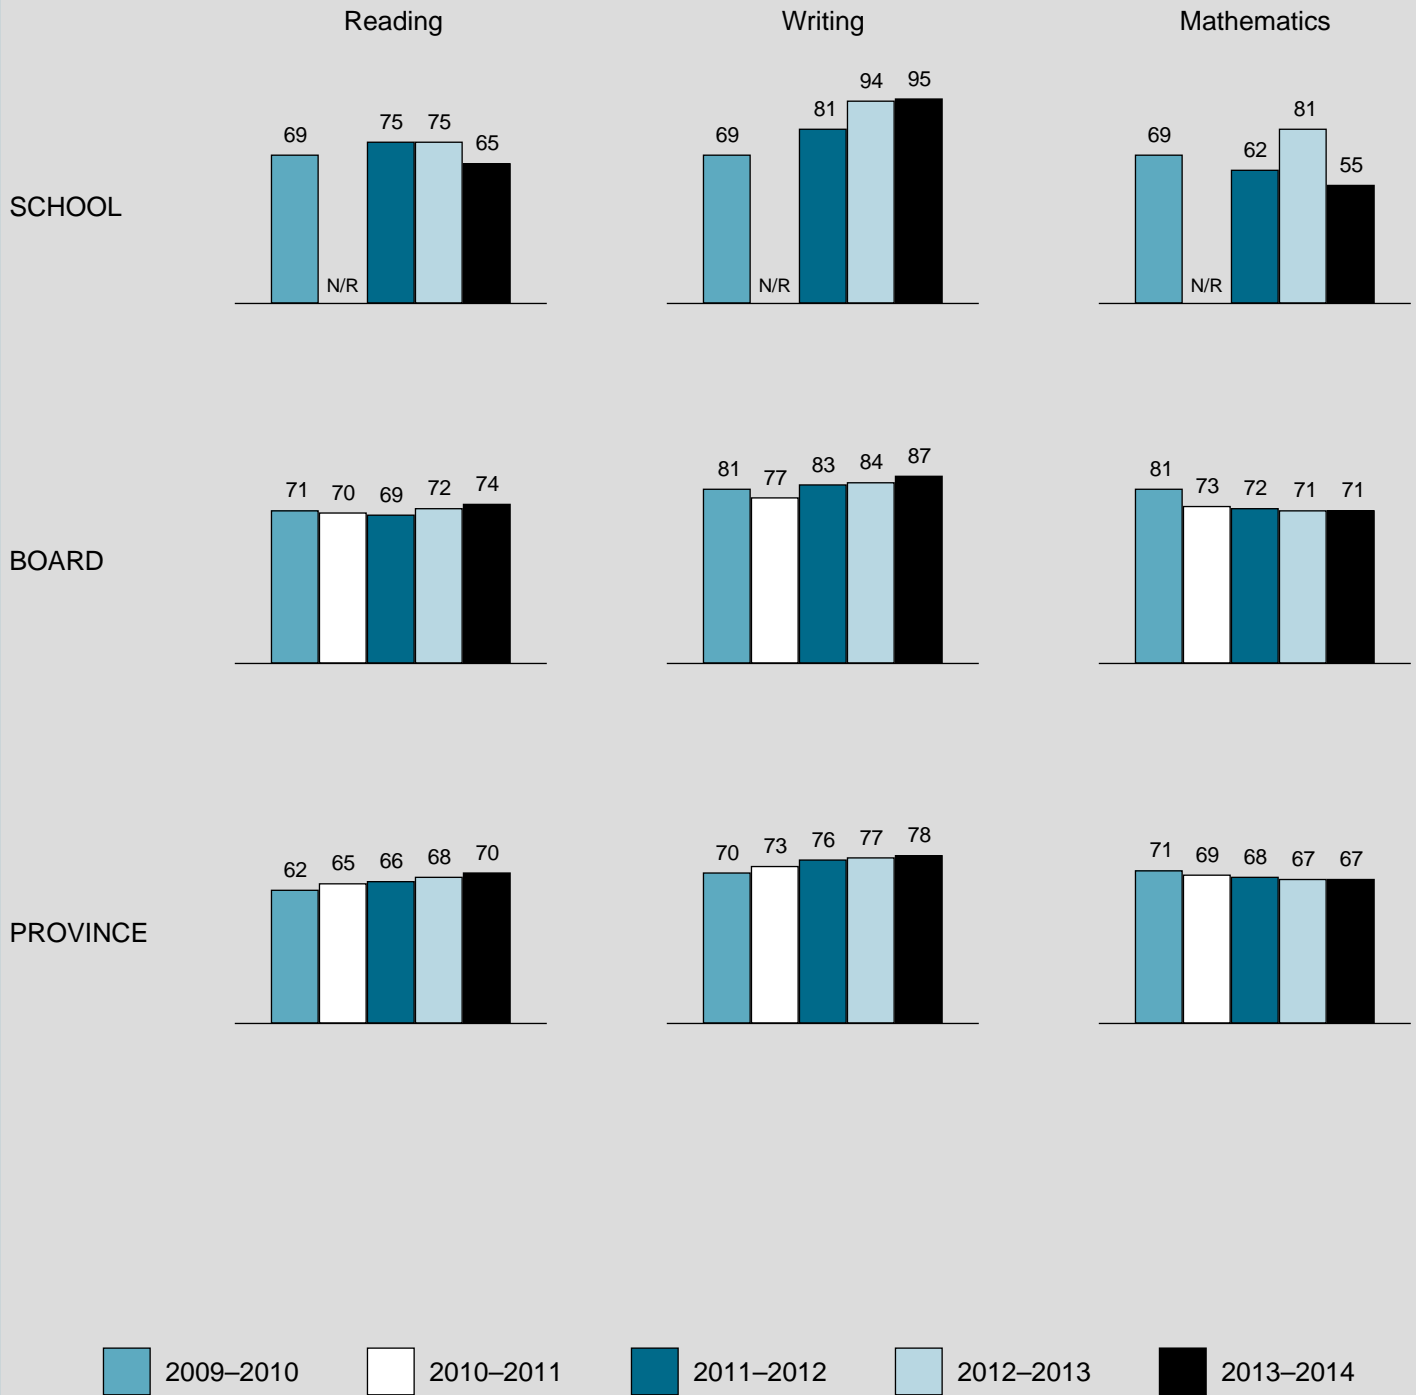 Reading Writing Mathematics
SCHOOL
69 N/R 75 75 65
69 N/R 81 94 95
69 N/R 62 81 55
BOARD
71 70 69 72 74
81 77 83 84 87
81 73 72 71 71
PROVINCE
62 65 66 68 70
70 73 76 77 78
71 69 68 67 67
2009–2010 2010–2011 2011–2012 2012–2013 2013–2014